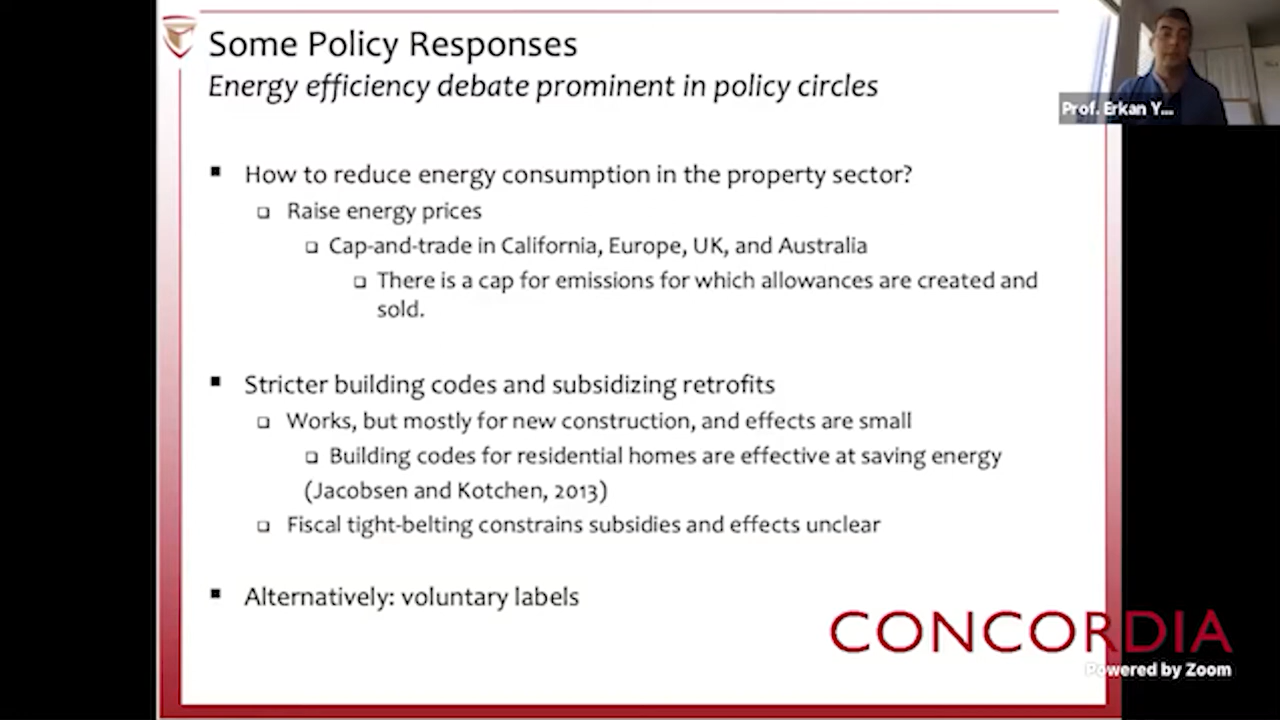 Some Policy Responses
Energy efficiency debate prominent in policy circles
Prof. Erkan Y...
How to reduce energy consumption in the property sector?
Raise energy prices
Cap-and-trade in California, Europe, UK, and Australia
There is a cap for emissions for which allowances are created and
sold.
Stricter building codes and subsidizing retrofits
Works, but mostly for new construction, and effects are small
Building codes for residential homes are effective at saving energy
(Jacobsen and Kotchen, 2013)
Fiscal tight-belting constrains subsidies and effects unclear
Alternatively: voluntary labels
CONCORDIA
Powered by Zoom